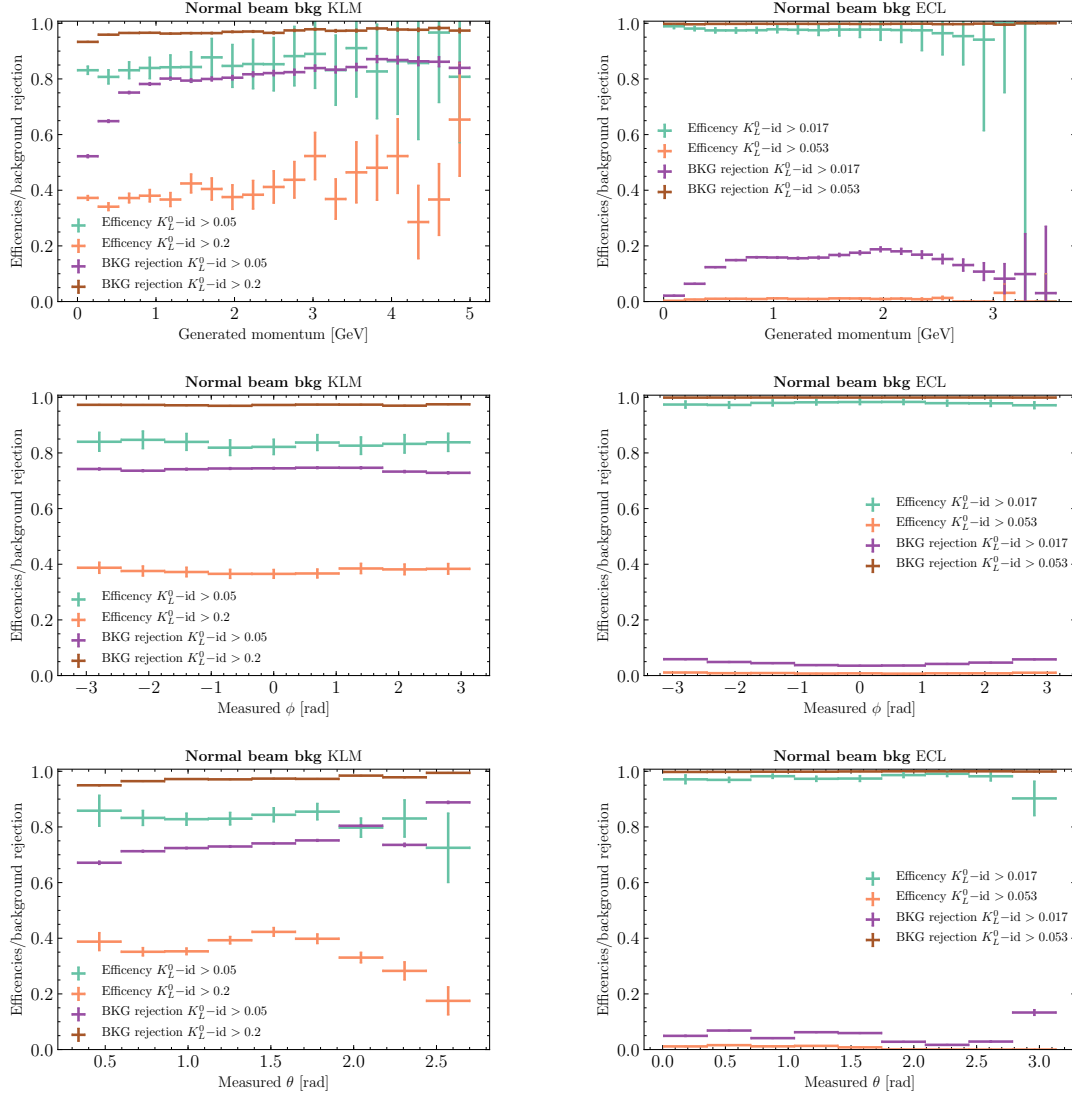 Normal beam bkg KLM
Efficencies/background rejection
1.0
0.8
0.6
0.4
0.2
0.0
Efficency $K_L^0$−id > 0.05
Efficency $K_L^0$−id > 0.2
BKG rejection $K_L^0$−id > 0.05
BKG rejection $K_L^0$−id > 0.2
0 1 2 3 4 5
Generated momentum [GeV]
Normal beam bkg ECL
Efficencies/background rejection
1.0
0.8
0.6
0.4
0.2
0.0
Efficency $K_L^0$−id > 0.017
Efficency $K_L^0$−id > 0.053
BKG rejection $K_L^0$−id > 0.017
BKG rejection $K_L^0$−id > 0.053
0 1 2 3
Generated momentum [GeV]
Normal beam bkg KLM
Efficencies/background rejection
1.0
0.8
0.6
0.4
0.2
0.0
Efficency $K_L^0$−id > 0.05
Efficency $K_L^0$−id > 0.2
BKG rejection $K_L^0$−id > 0.05
BKG rejection $K_L^0$−id > 0.2
−3 −2 −1 0 1 2 3
Measured ϕ [rad]
Normal beam bkg ECL
Efficencies/background rejection
1.0
0.8
0.6
0.4
0.2
0.0
Efficency $K_L^0$−id > 0.017
Efficency $K_L^0$−id > 0.053
BKG rejection $K_L^0$−id > 0.017
BKG rejection $K_L^0$−id > 0.053
−3 −2 −1 0 1 2 3
Measured ϕ [rad]
Normal beam bkg KLM
Efficencies/background rejection
1.0
0.8
0.6
0.4
0.2
0.0
Efficency $K_L^0$−id > 0.05
Efficency $K_L^0$−id > 0.2
BKG rejection $K_L^0$−id > 0.05
BKG rejection $K_L^0$−id > 0.2
0.5 1.0 1.5 2.0 2.5
Measured θ [rad]
Normal beam bkg ECL
Efficencies/background rejection
1.0
0.8
0.6
0.4
0.2
0.0
Efficency $K_L^0$−id > 0.017
Efficency $K_L^0$−id > 0.053
BKG rejection $K_L^0$−id > 0.017
BKG rejection $K_L^0$−id > 0.053
0.0 0.5 1.0 1.5 2.0 2.5 3.0
Measured θ [rad]